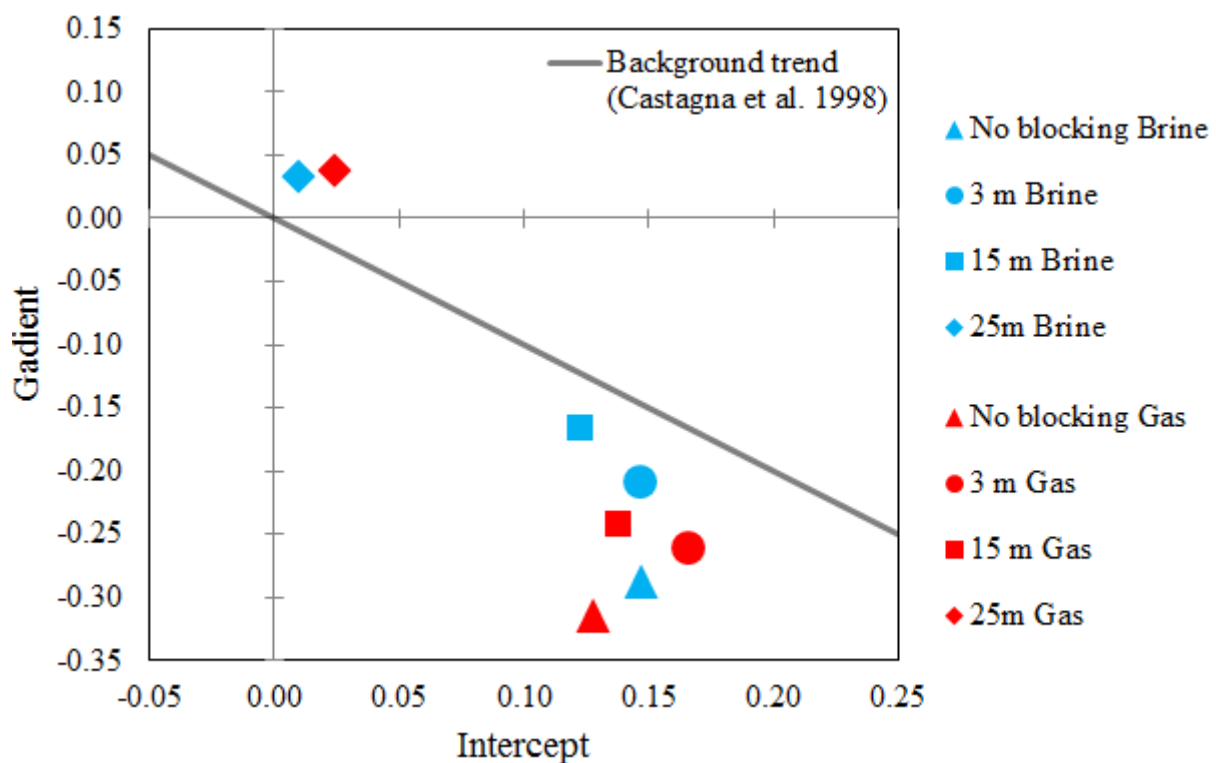 0.15
0.10
0.05
0.00
-0.05
-0.10
-0.15
-0.20
-0.25
-0.30
-0.35
Gadient
-0.05 0.00 0.05 0.10 0.15 0.20 0.25
Intercept
Background trend
(Castagna et al. 1998)
No blocking Brine
3 m Brine
15 m Brine
25m Brine
No blocking Gas
3 m Gas
15 m Gas
25m Gas